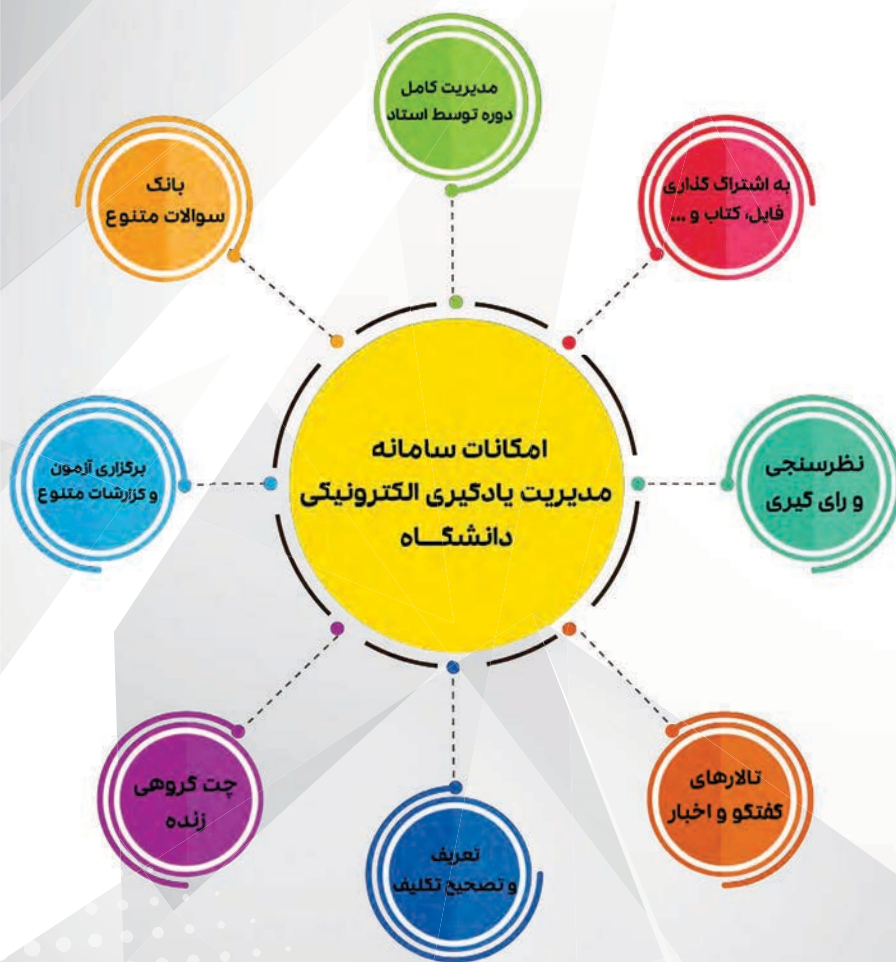 امکانات سامانه
مدیریت یادگیری الکترونیکی
دانشگـــاه
مدیریت کامل
دوره توسط استاد
به اشتراک گذاری
فایل، کتاب و ...
نظرسنجی
و رای گیری
تالارهای
گفتگو و اخبار
تعریف
و تصحیح تکلیف
چت گروهی
زنده
برگزاری آزمون
و گزارشات متنوع
بانک
سوالات متنوع